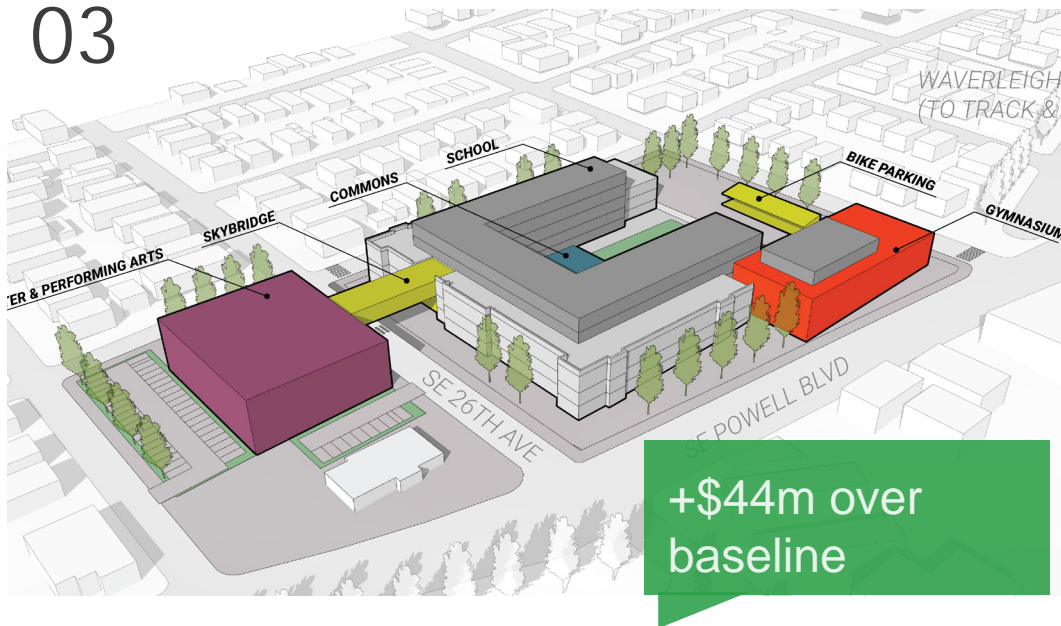 03
WAVERLEIGH
(TO TRACK &
SCHOOL
BIKE PARKING
COMMONS
GYMNASIUM
SKYBRIDGE
TER & PERFORMING ARTS
SE 26TH AVE
SE POWELL BLVD
+$44m over
baseline